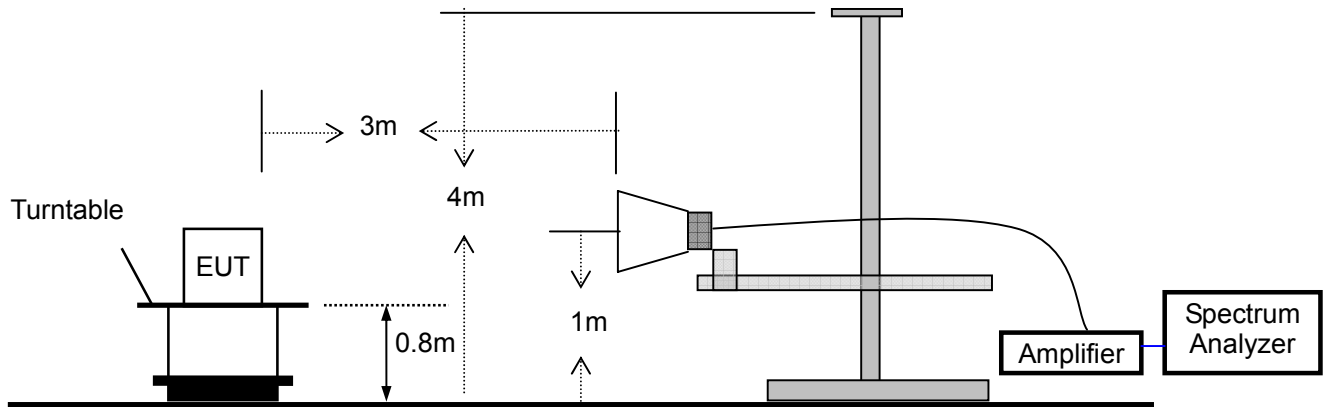 3m
4m
Turntable
EUT
1m
0.8m
Amplifier
Spectrum
Analyzer